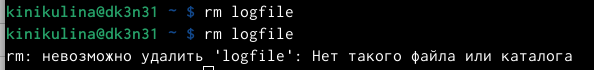 kinikulina@dk3n31 ~ $ rm logfile
kinikulina@dk3n31 ~ $ rm logfile
rm: невозможно удалить 'logfile': Нет такого файла или каталога